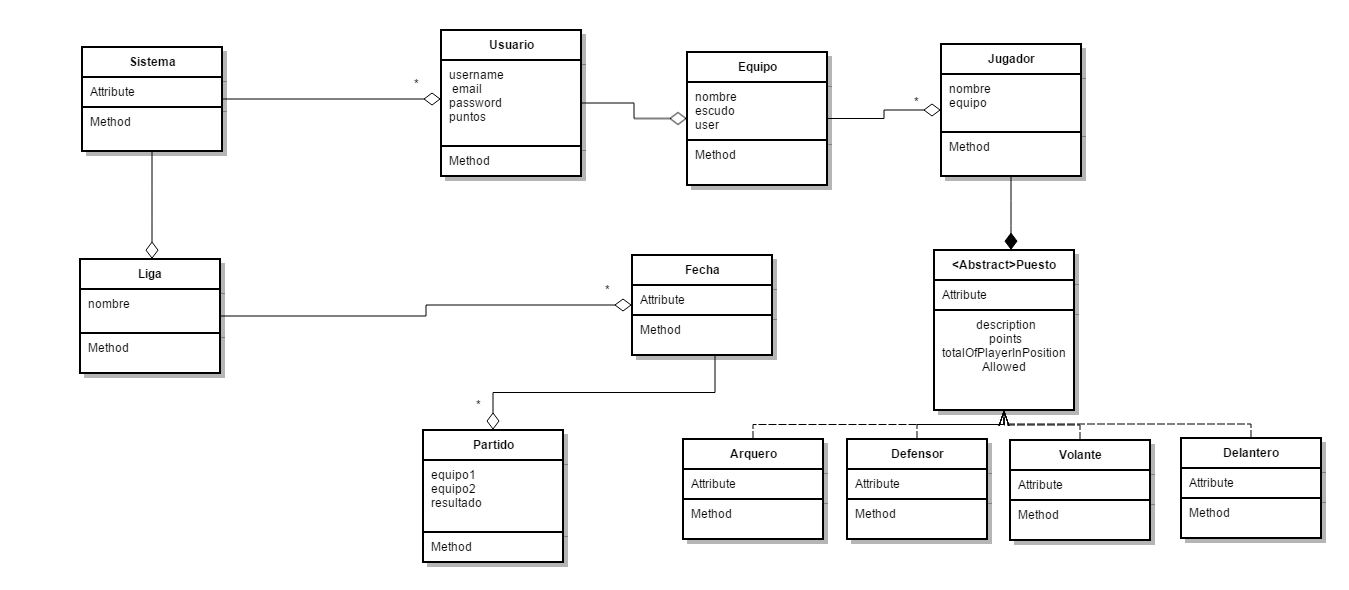 Sistema
Attribute
Method
*
Usuario
username
email
password
puntos
Method
Equipo
nombre
escudo
user
Method
*
Jugador
nombre
equipo
Method
Liga
nombre
Method
*
Fecha
Attribute
Method
<Abstract>Puesto
Attribute
description
points
totalOfPlayerInPosition
Allowed
*
Partido
equipo1
equipo2
resultado
Method
Arquero
Attribute
Method
Defensor
Attribute
Method
Volante
Attribute
Method
Delantero
Attribute
Method